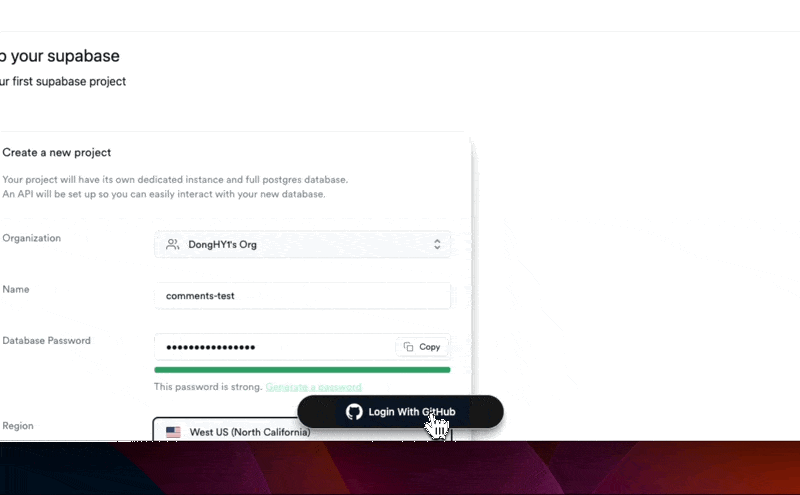 o your supabase
ur first supabase project
Create a new project
Your project will have its own dedicated instance and full postgres database.
An API will be set up so you can easily interact with your new database.
Organization
DongHY1's Org
Name
comments-test
Database Password
Copy
This password is strong. Generate a password
Login With GitHub
Region
West US (North California)